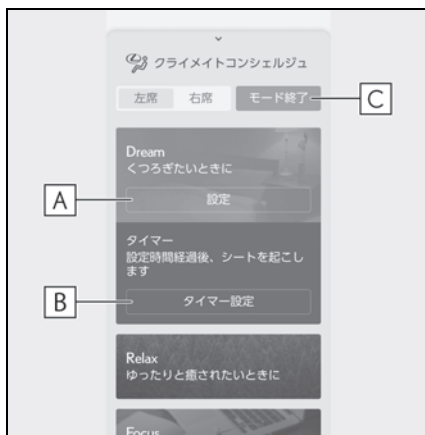 クライメイトコンシェルジュ
左席 右席 モード終了 C
Dream
くつろぎたいときに
A 設定
タイマー
設定時間経過後、シートを起こし
ます
B タイマー設定
Relax
ゆったりと癒されたいときに
Focus